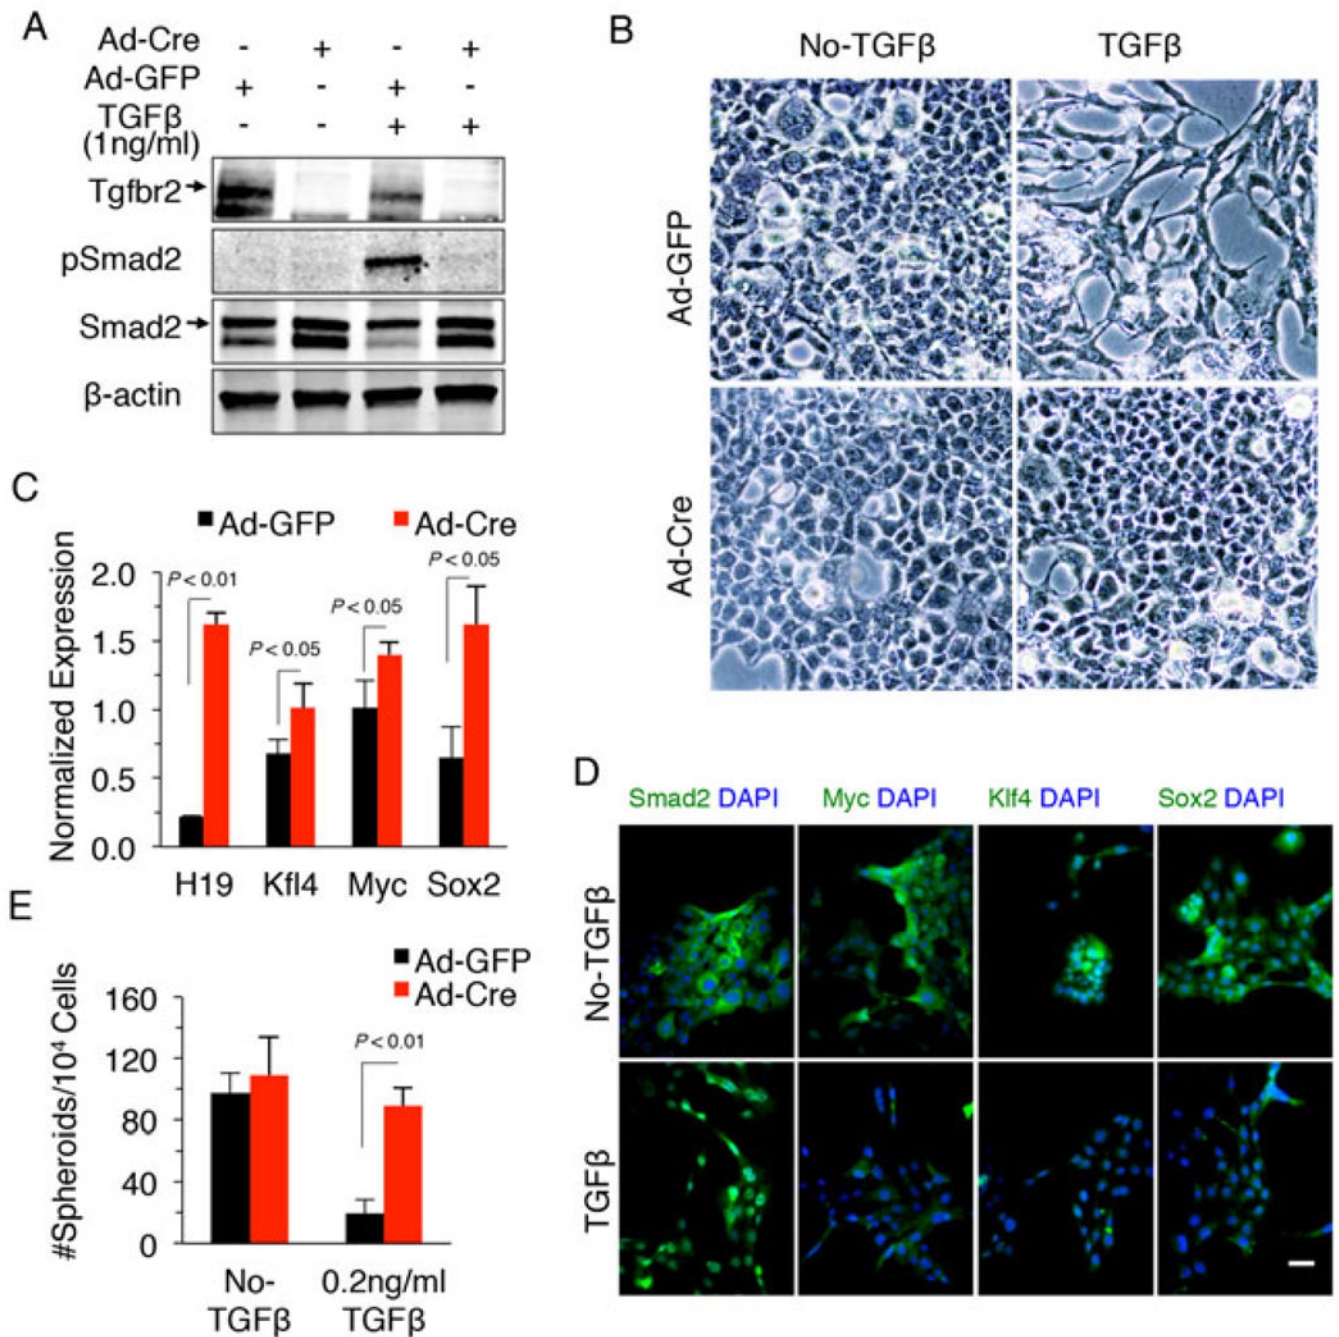 A
Ad-Cre - + - +
Ad-GFP + - + -
TGFβ - - + +
(1ng/ml)
Tgfbr2
pSmad2
Smad2
β-actin
B
No-TGFβ TGFβ
Ad-GFP
Ad-Cre
C
Ad-GFP Ad-Cre
Normalized Expression
2.0
1.5
1.0
0.5
0.0
P < 0.01
P < 0.05
P < 0.05
P < 0.05
H19 Kfl4 Myc Sox2
D
Smad2 DAPI Myc DAPI Klf4 DAPI Sox2 DAPI
No-TGFβ
TGFβ
E
Ad-GFP
Ad-Cre
#Spheroids/10⁴ Cells
160
120
80
40
0
P < 0.01
No-
TGFβ
0.2ng/ml
TGFβ